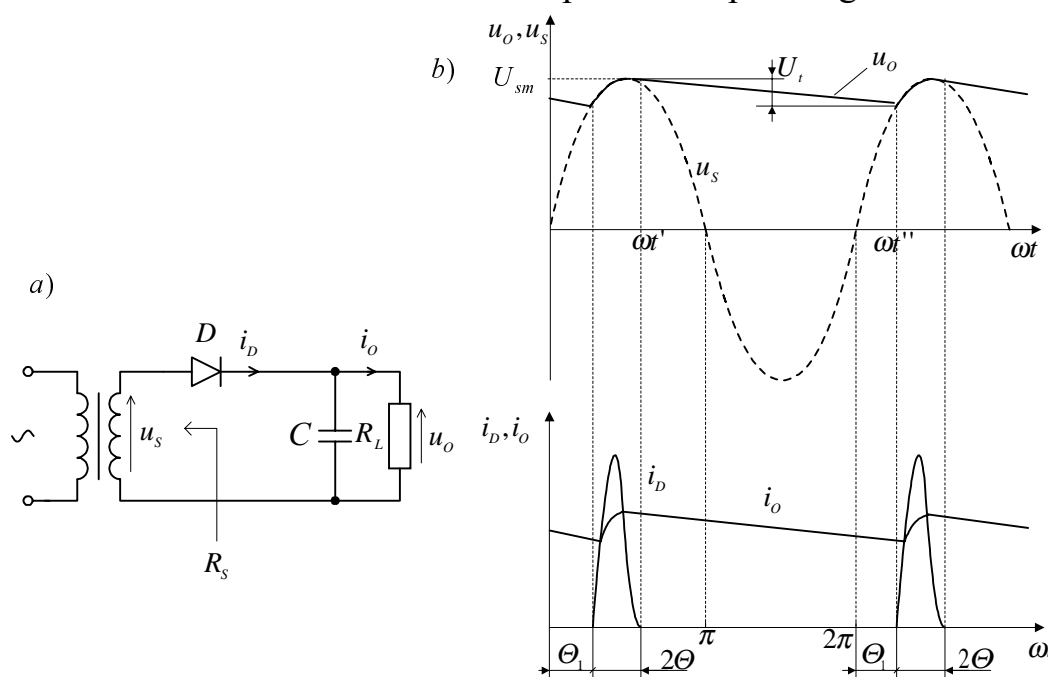 u_O, u_S
b)
U_sm
U_t
u_O
u_S
ωt'
ωt''
ωt
a)
D
i_D
i_O
u_S
C
R_L
u_O
R_S
i_D, i_O
i_D
i_O
π
2π
Θ_1
2Θ
Θ_1
2Θ